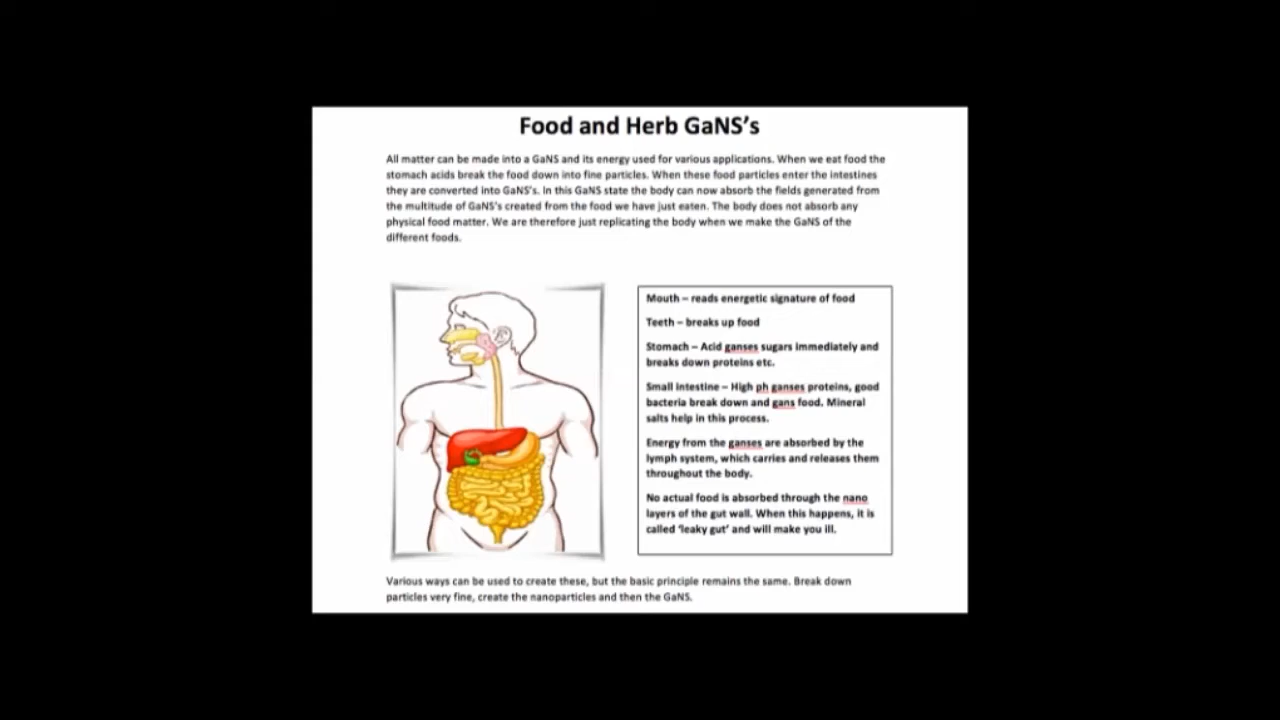 Food and Herb GaNS's
All matter can be made into a GaNS and its energy used for various applications. When we eat food the
stomach acids break the food down into fine particles. When these food particles enter the intestines
they are converted into GaNS's. In this GaNS state the body can now absorb the fields generated from
the multitude of GaNS's created from the food we have just eaten. The body does not absorb any
physical food matter. We are therefore just replicating the body when we make the GaNS of the
different foods.
Mouth – reads energetic signature of food
Teeth – breaks up food
Stomach – Acid ganses sugars immediately and
breaks down proteins etc.
Small intestine – High ph ganses proteins, good
bacteria break down and gans food. Mineral
salts help in this process.
Energy from the ganses are absorbed by the
lymph system, which carries and releases them
throughout the body.
No actual food is absorbed through the nano
layers of the gut wall. When this happens, it is
called 'leaky gut' and will make you ill.
Various ways can be used to create these, but the basic principle remains the same. Break down
particles very fine, create the nanoparticles and then the GaNS.